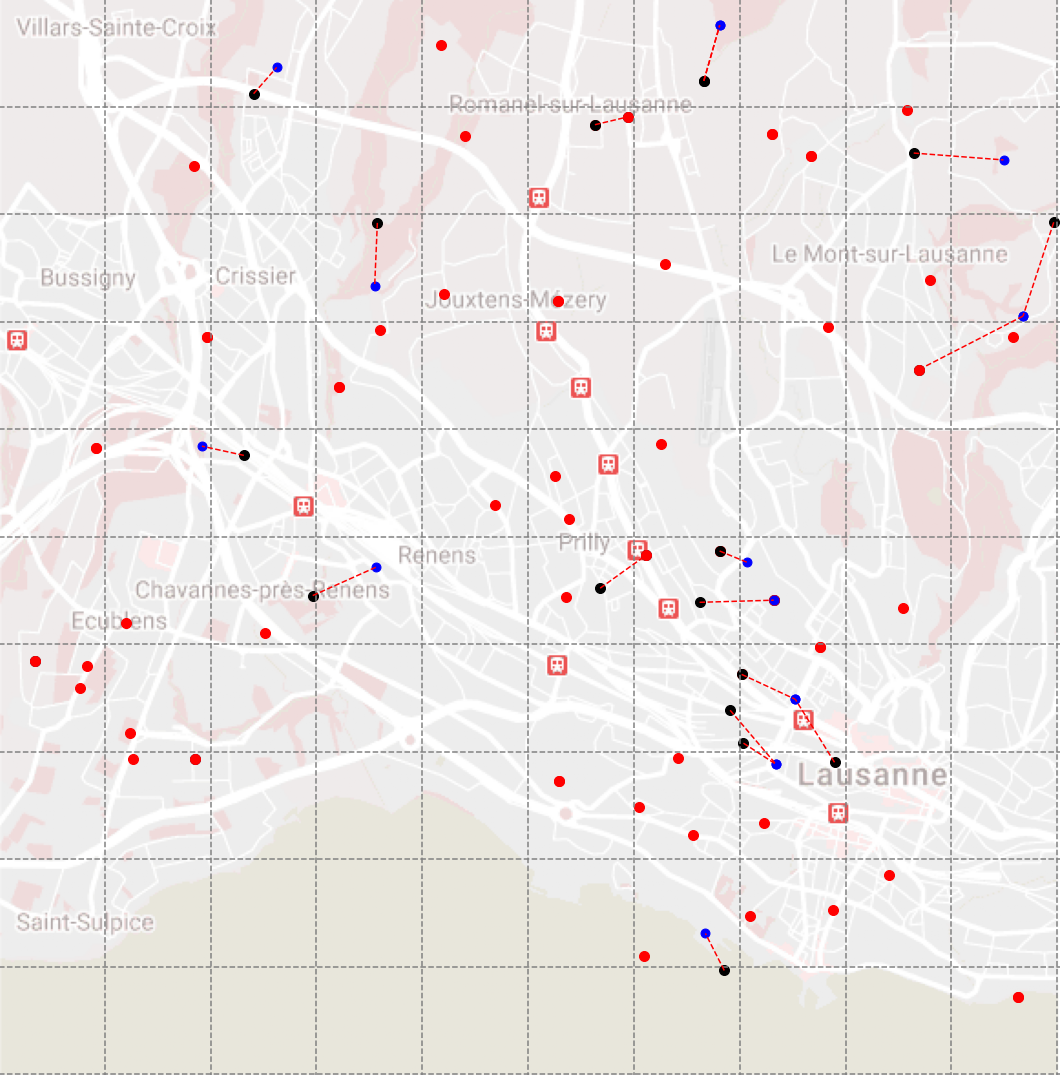 Villars-Sainte-Croix
Romanel-sur-Lausanne
Le Mont-sur-Lausanne
Bussigny
Crissier
Jouxtens-Mézery
Prilly
Renens
Chavannes-près-Renens
Ecublens
Lausanne
Saint-Sulpice